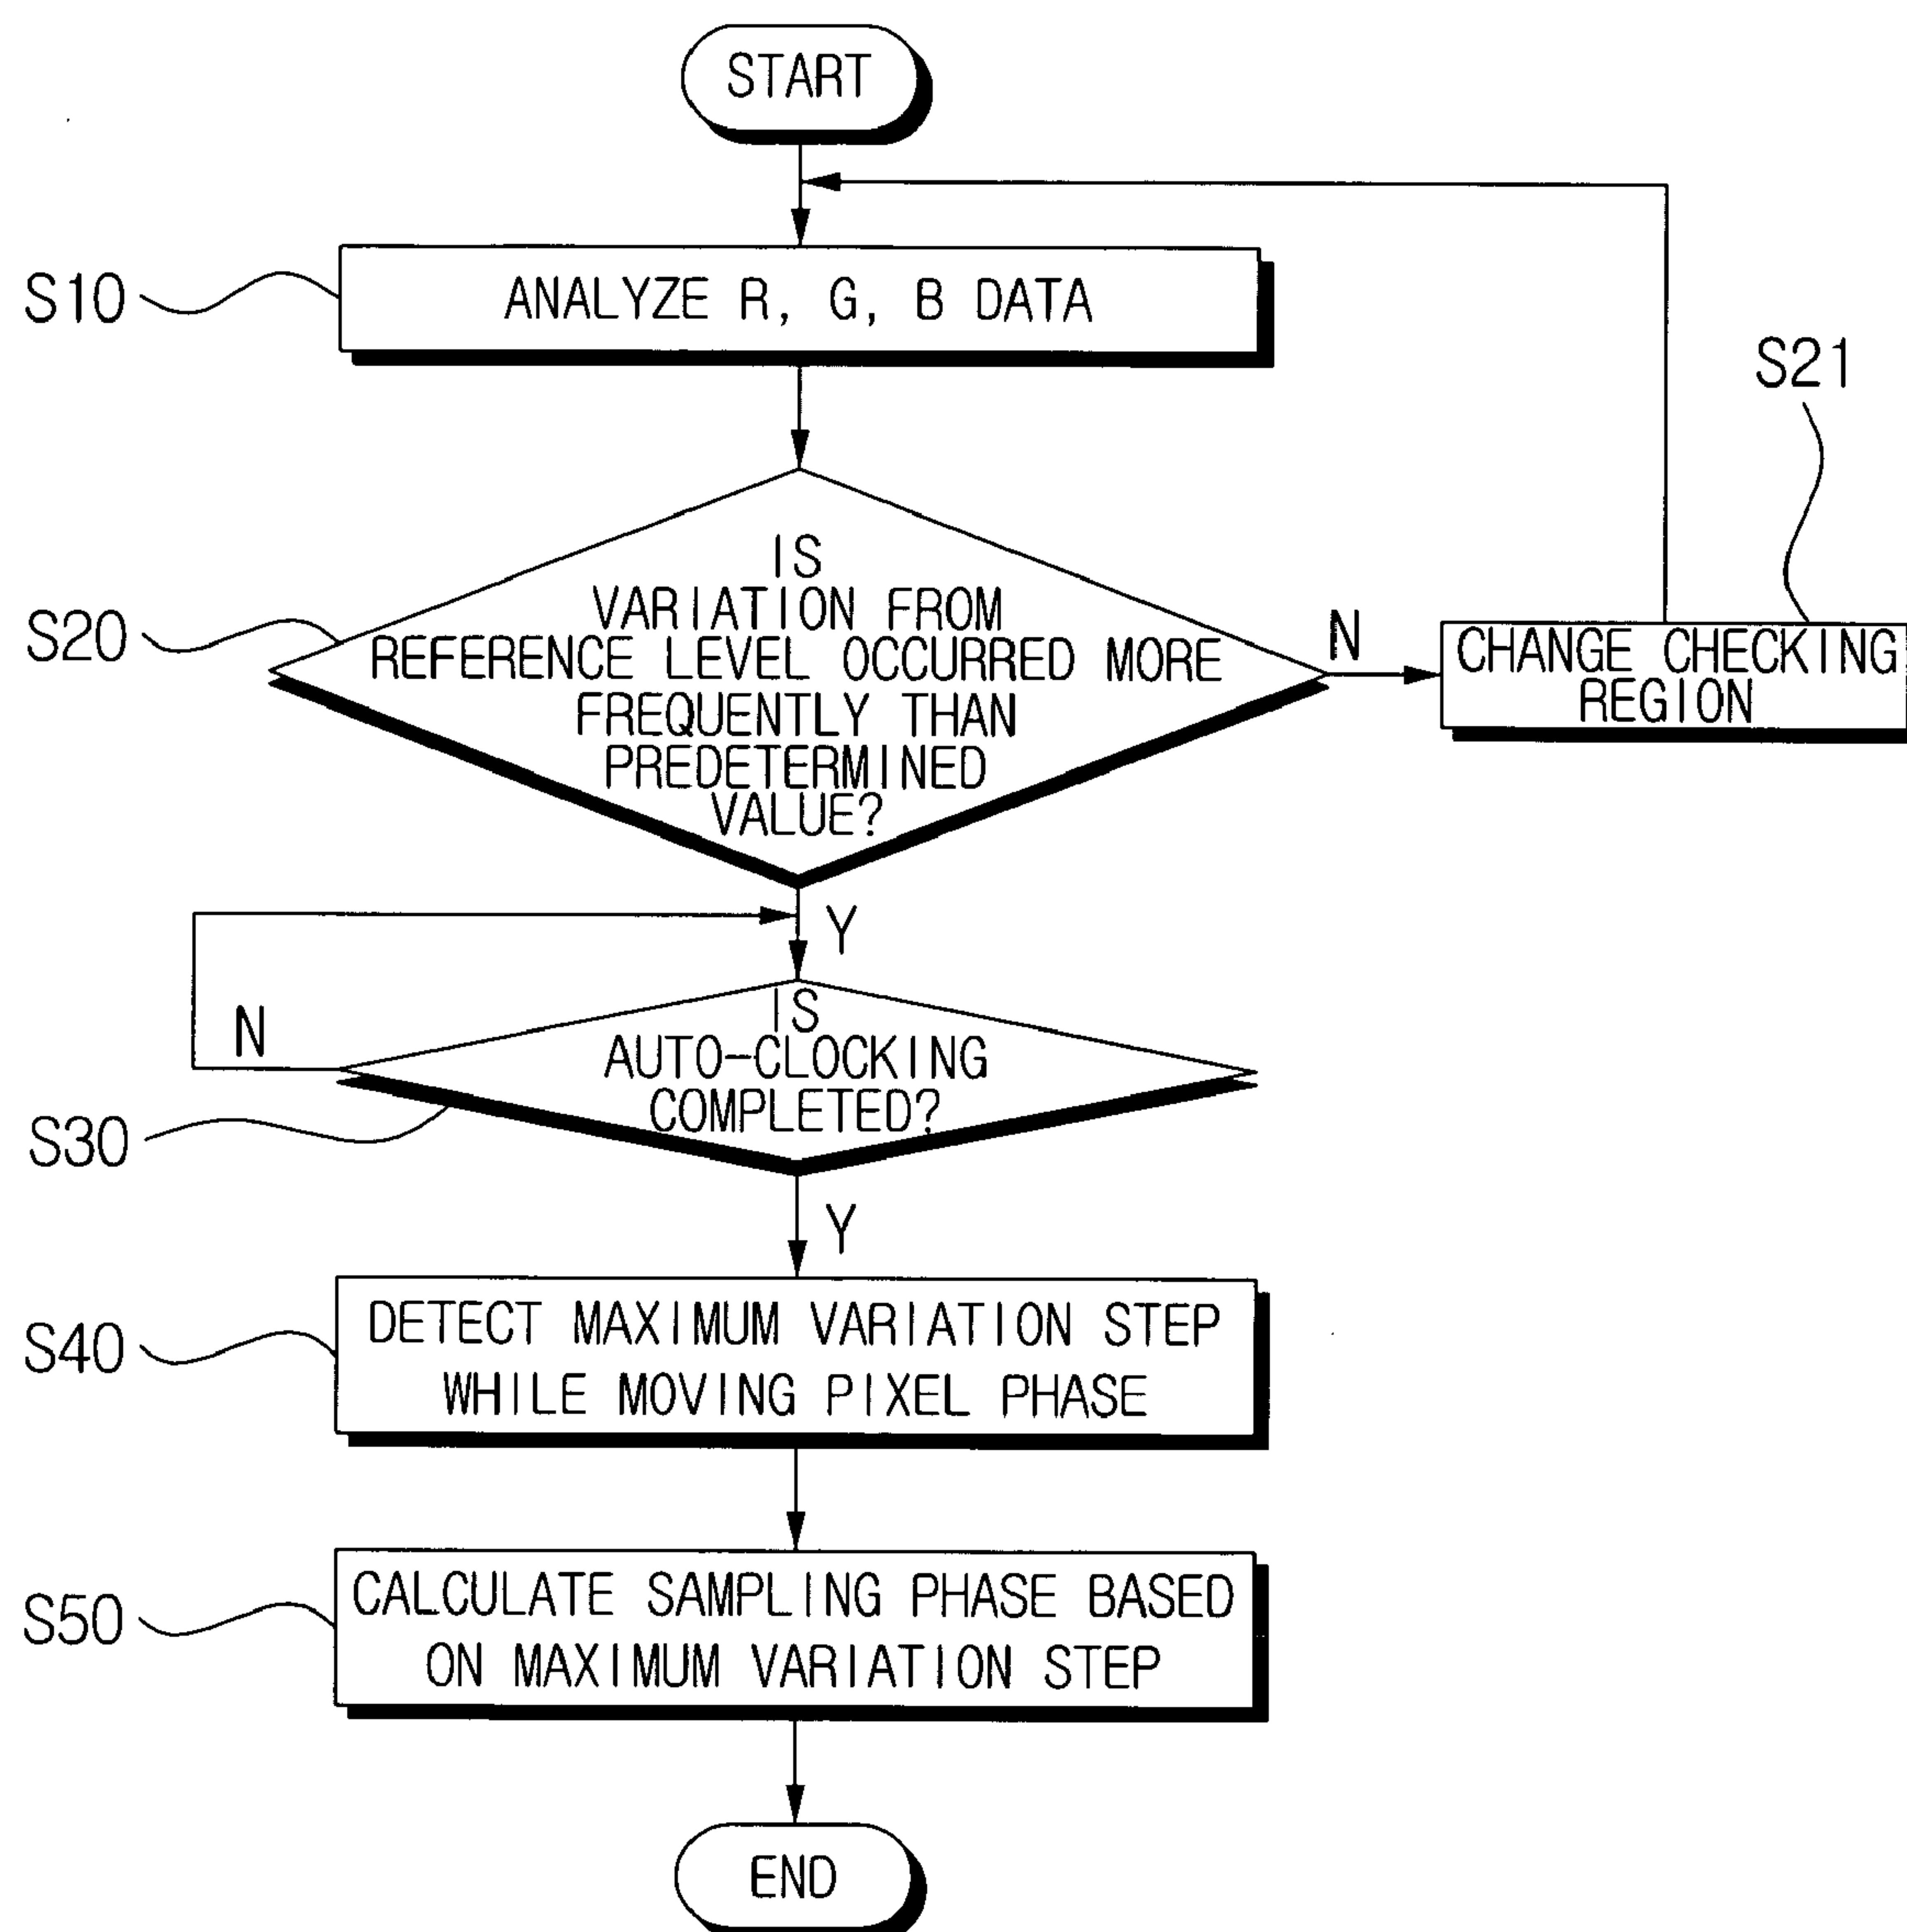 START
S10
ANALYZE R, G, B DATA
S21
S20
IS
VARIATION FROM
REFERENCE LEVEL OCCURRED MORE
FREQUENTLY THAN
PREDETERMINED
VALUE?
N
CHANGE CHECKING
REGION
Y
N
IS
AUTO-CLOCKING
COMPLETED?
S30
Y
S40
DETECT MAXIMUM VARIATION STEP
WHILE MOVING PIXEL PHASE
S50
CALCULATE SAMPLING PHASE BASED
ON MAXIMUM VARIATION STEP
END